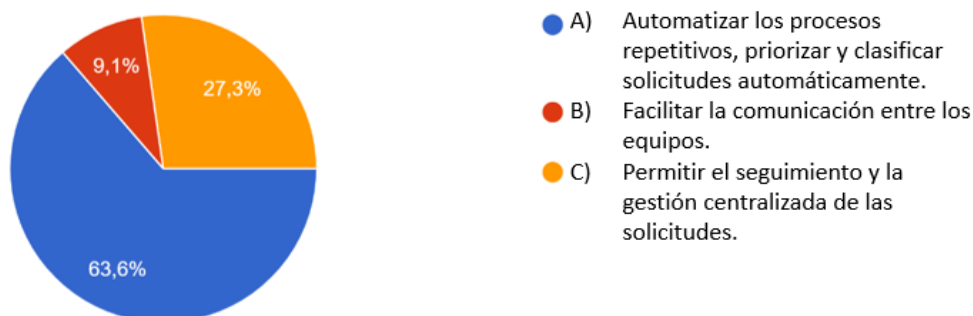 9,1%
27,3%
63,6%
A) Automatizar los procesos
repetitivos, priorizar y clasificar
solicitudes automáticamente.
B) Facilitar la comunicación entre los
equipos.
C) Permitir el seguimiento y la
gestión centralizada de las
solicitudes.